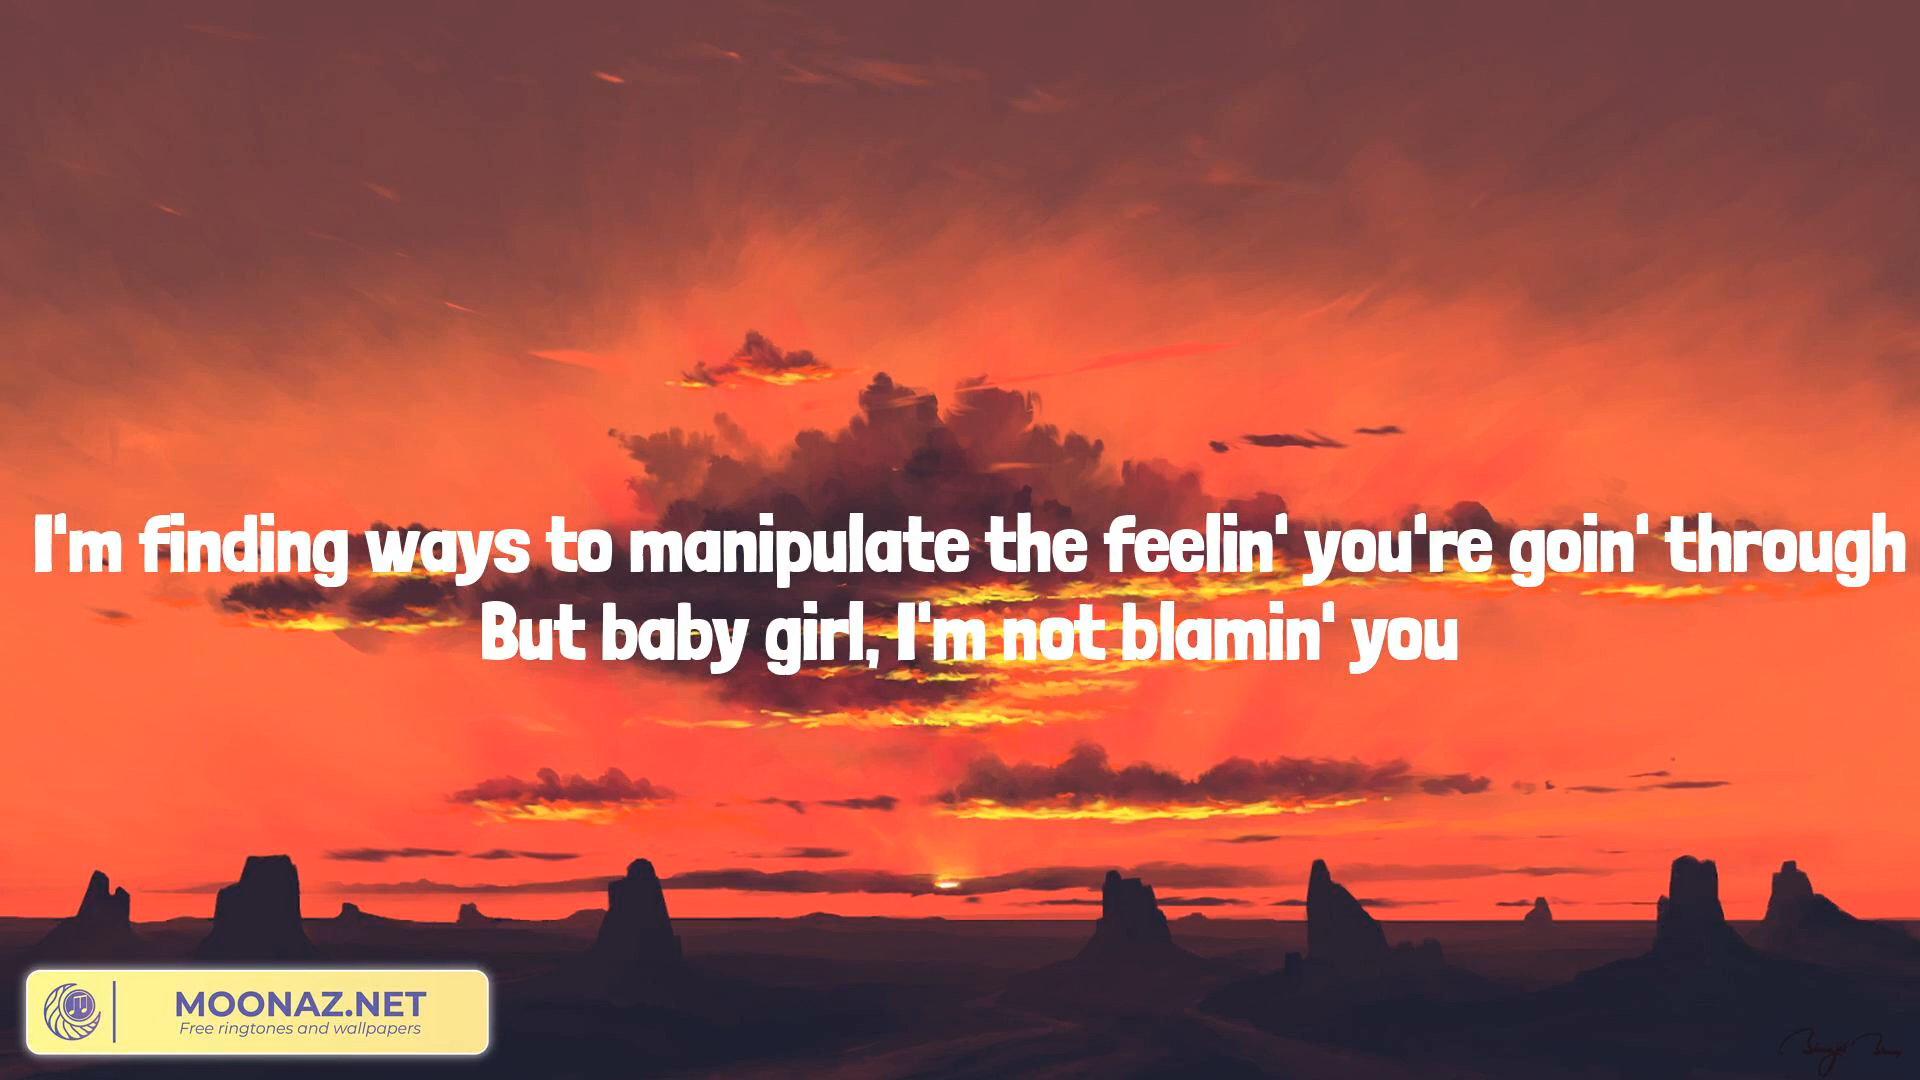 I'm finding ways to manipulate the feelin' you're goin' through
But baby girl, I'm not blamin' you
MOONAZ.NET
Free ringtones and wallpapers